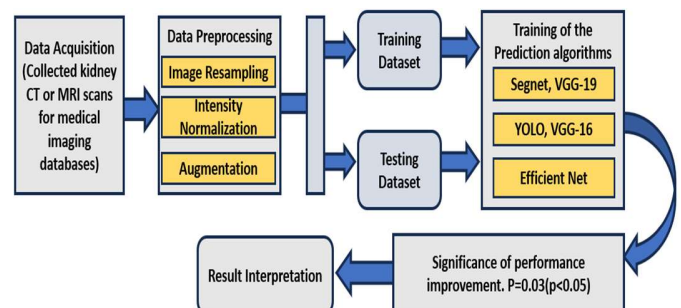 Data Acquisition
(Collected kidney
CT or MRI scans
for medical
imaging
databases)
Data Preprocessing
Image Resampling
Intensity
Normalization
Augmentation
Training
Dataset
Testing
Dataset
Training of the
Prediction algorithms
Segnet, VGG-19
YOLO, VGG-16
Efficient Net
Significance of performance
improvement. P=0.03(p<0.05)
Result Interpretation